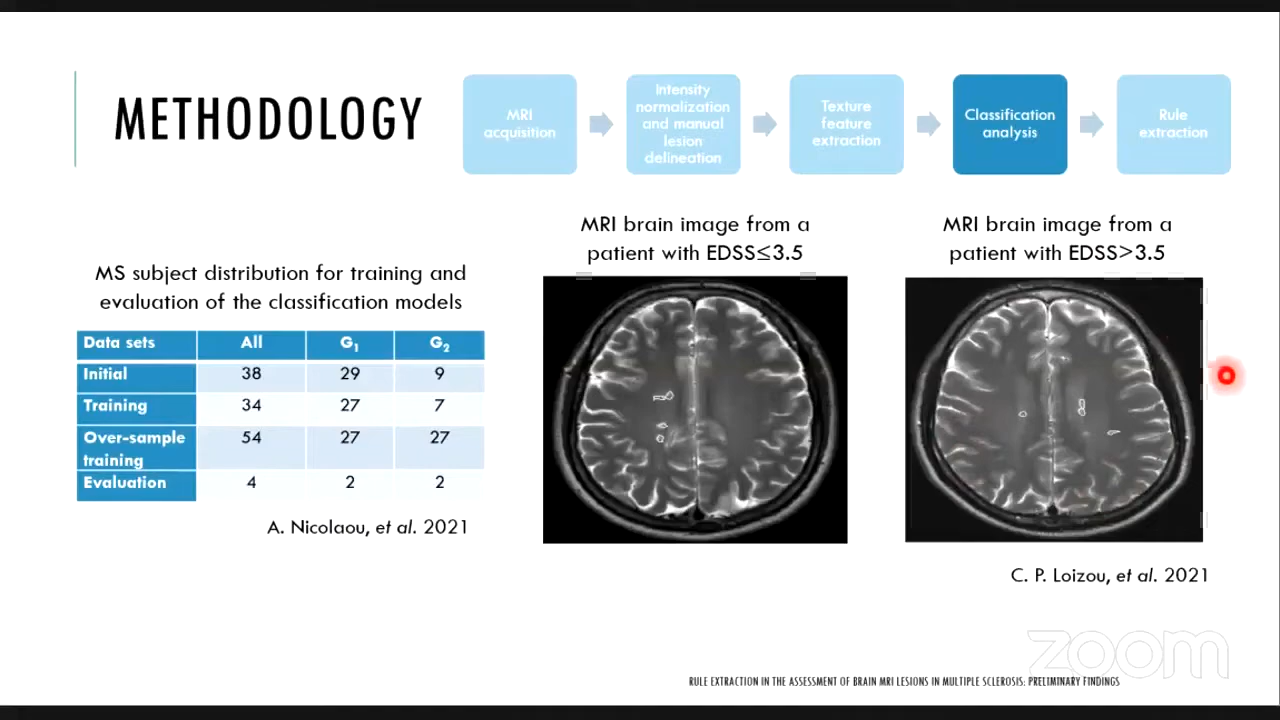 METHODOLOGY
MRI
acquisition
Intensity
normalization
and manual
lesion
delineation
Texture
feature
extraction
Classification
analysis
Rule
extraction
MS subject distribution for training and
evaluation of the classification models
Data sets All G₁ G₂
Initial 38 29 9
Training 34 27 7
Over-sample 54 27 27
training
Evaluation 4 2 2
A. Nicolaou, et al. 2021
MRI brain image from a
patient with EDSS≤3.5
MRI brain image from a
patient with EDSS>3.5
C. P. Loizou, et al. 2021
zoom
RULE EXTRACTION IN THE ASSESSMENT OF BRAIN MRI LESIONS IN MULTIPLE SCLEROSIS: PRELIMINARY FINDINGS